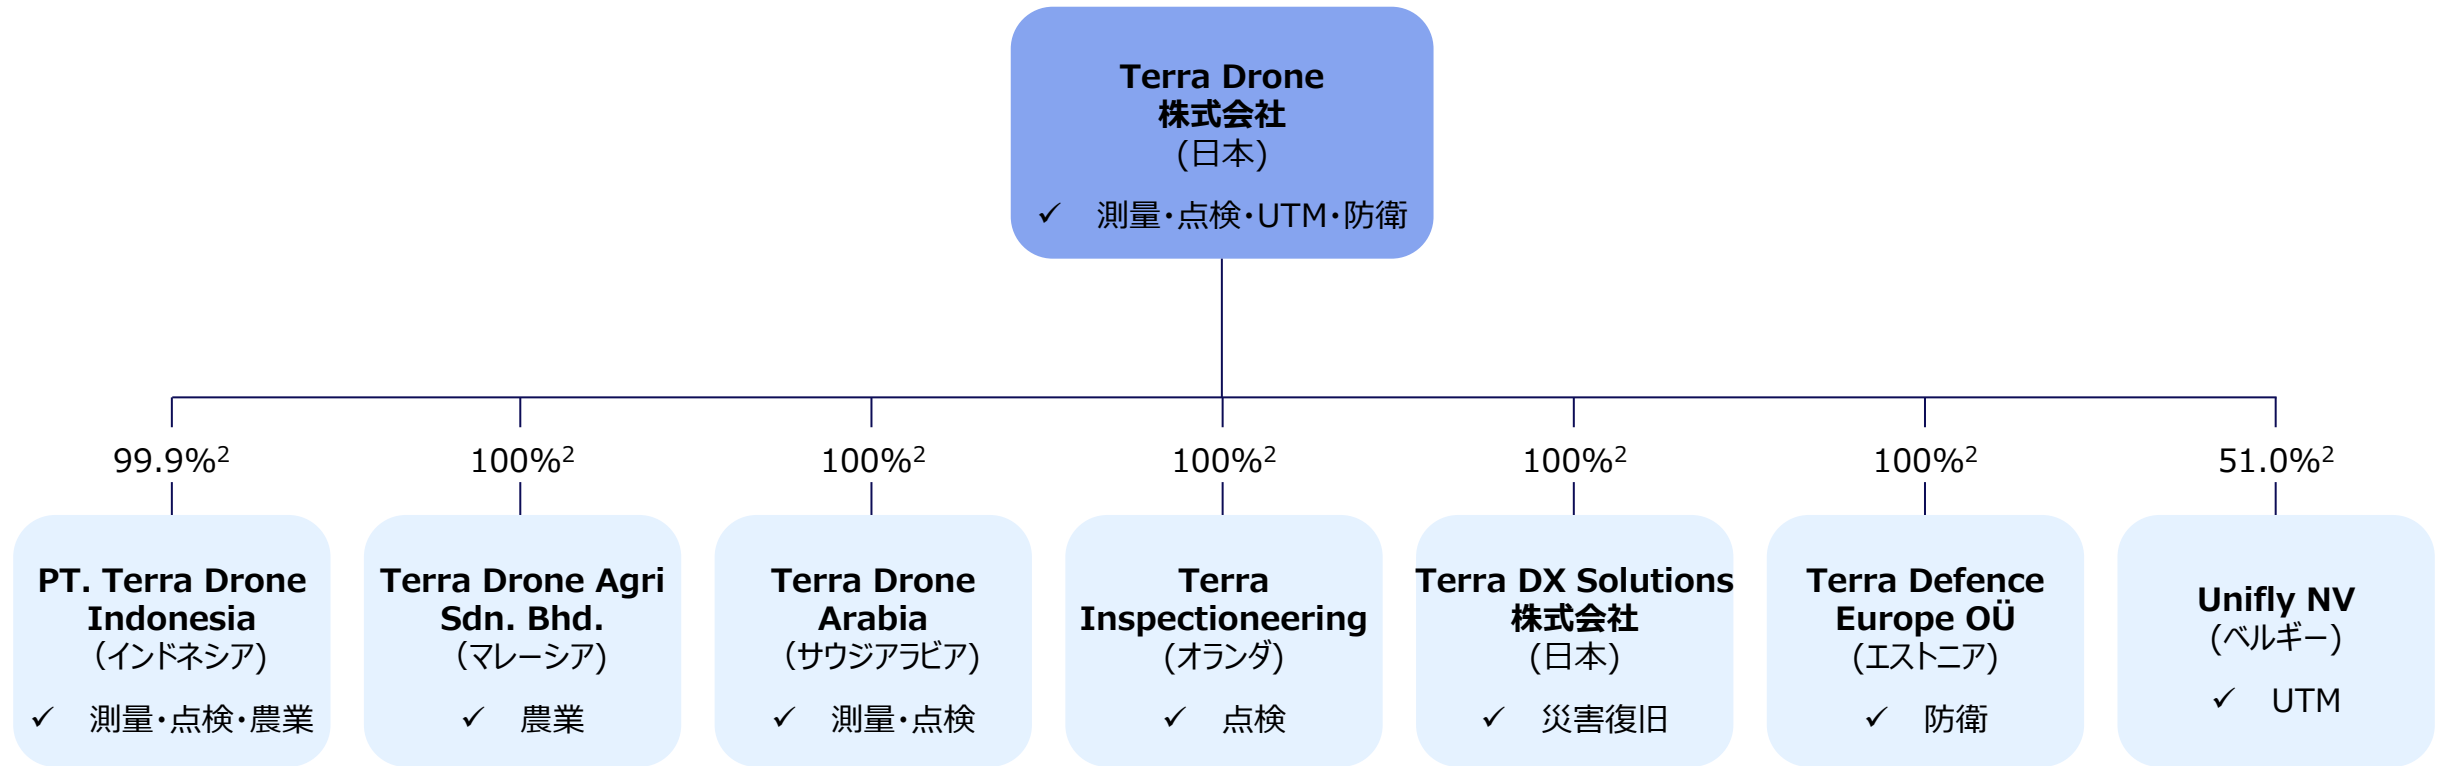 Terra Drone
株式会社
(日本)
✓ 測量・点検・UTM・防衛
99.9%2
100%2
100%2
100%2
100%2
100%2
51.0%2
PT. Terra Drone
Indonesia
(インドネシア)
✓ 測量・点検・農業
Terra Drone Agri
Sdn. Bhd.
(マレーシア)
✓ 農業
Terra Drone
Arabia
(サウジアラビア)
✓ 測量・点検
Terra
Inspectioneering
(オランダ)
✓ 点検
Terra DX Solutions
株式会社
(日本)
✓ 災害復旧
Terra Defence
Europe OÜ
(エストニア)
✓ 防衛
Unifly NV
(ベルギー)
✓ UTM